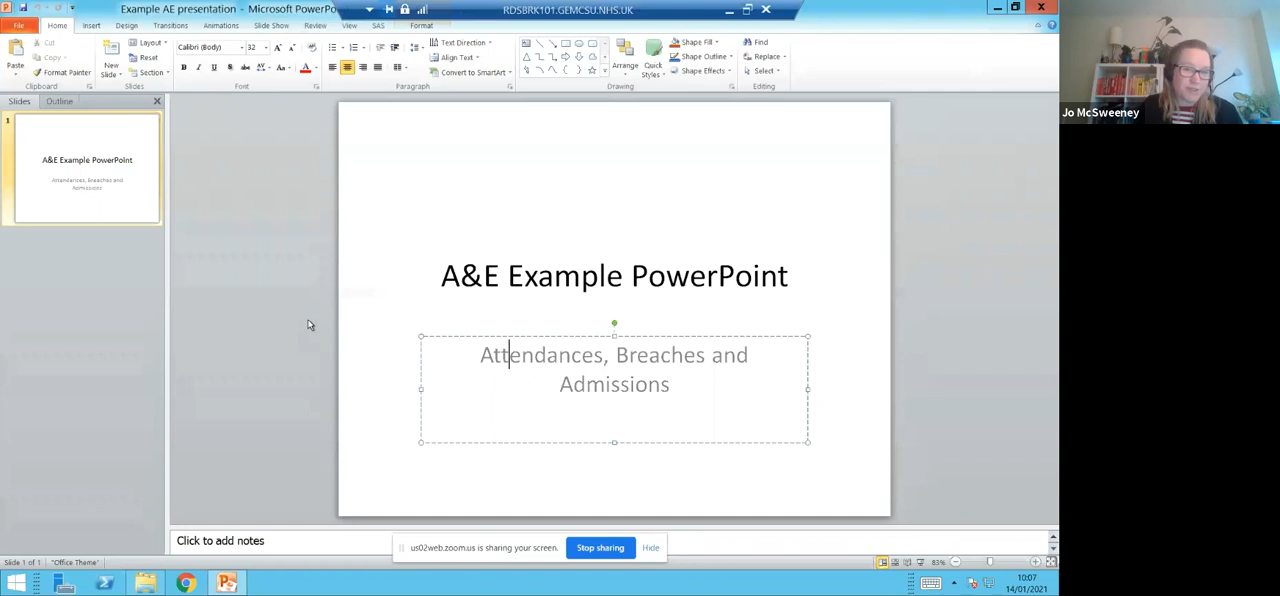 Example AE presentation - Microsoft PowerPo
RDSBRK101.GEMCSU.NHS.UK
File Home Insert Design Transitions Animations Slide Show Review View SAS Format
Cut
Copy
Format Painter
Paste
Clipboard
New Slide
Layout
Reset
Section
Slides
Calibri (Body) 32
Font
Text Direction
Align Text
Convert to SmartArt
Paragraph
Arrange
Quick Styles
Shape Fill
Shape Outline
Shape Effects
Drawing
Find
Replace
Select
Editing
Slides Outline
1
A&E Example PowerPoint
Attendances, Breaches and
Admissions
A&E Example PowerPoint
Attendances, Breaches and
Admissions
Click to add notes
us02web.zoom.us is sharing your screen. Stop sharing Hide
Slide 1 of 1 "Office Theme" 83%
10:07
14/01/2021
Jo McSweeney